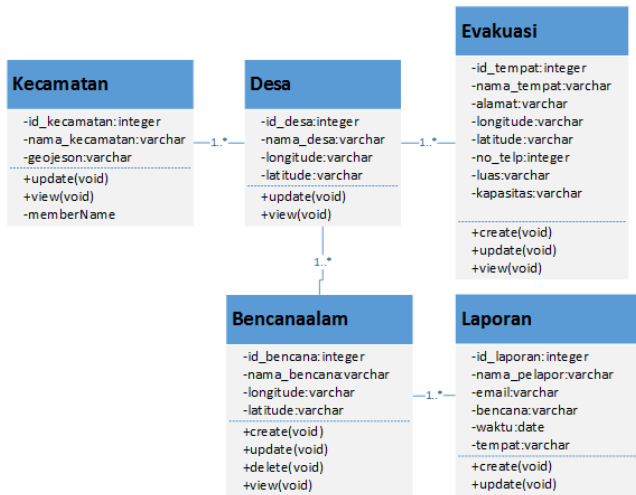 Kecamatan
-id_kecamatan:integer
-nama_kecamatan:varchar
-geojeson:varchar
+update(void)
+view(void)
-memberName
1..*
Desa
-id_desa:integer
-nama_desa:varchar
-longitude:varchar
-latitude:varchar
+update(void)
+view(void)
1..*
Evakuasi
-id_tempat:integer
-nama_tempat:varchar
-alamat:varchar
-longitude:varchar
-latitude:varchar
-no_telp:integer
-luas:varchar
-kapasitas:varchar
+create(void)
+update(void)
+view(void)
1..*
Bencanaalam
-id_bencana:integer
-nama_bencana:varchar
-longitude:varchar
-latitude:varchar
+create(void)
+update(void)
+delete(void)
+view(void)
1..*
Laporan
-id_laporan:integer
-nama_pelapor:varchar
-email:varchar
-bencana:varchar
-waktu:date
-tempat:varchar
+create(void)
+update(void)